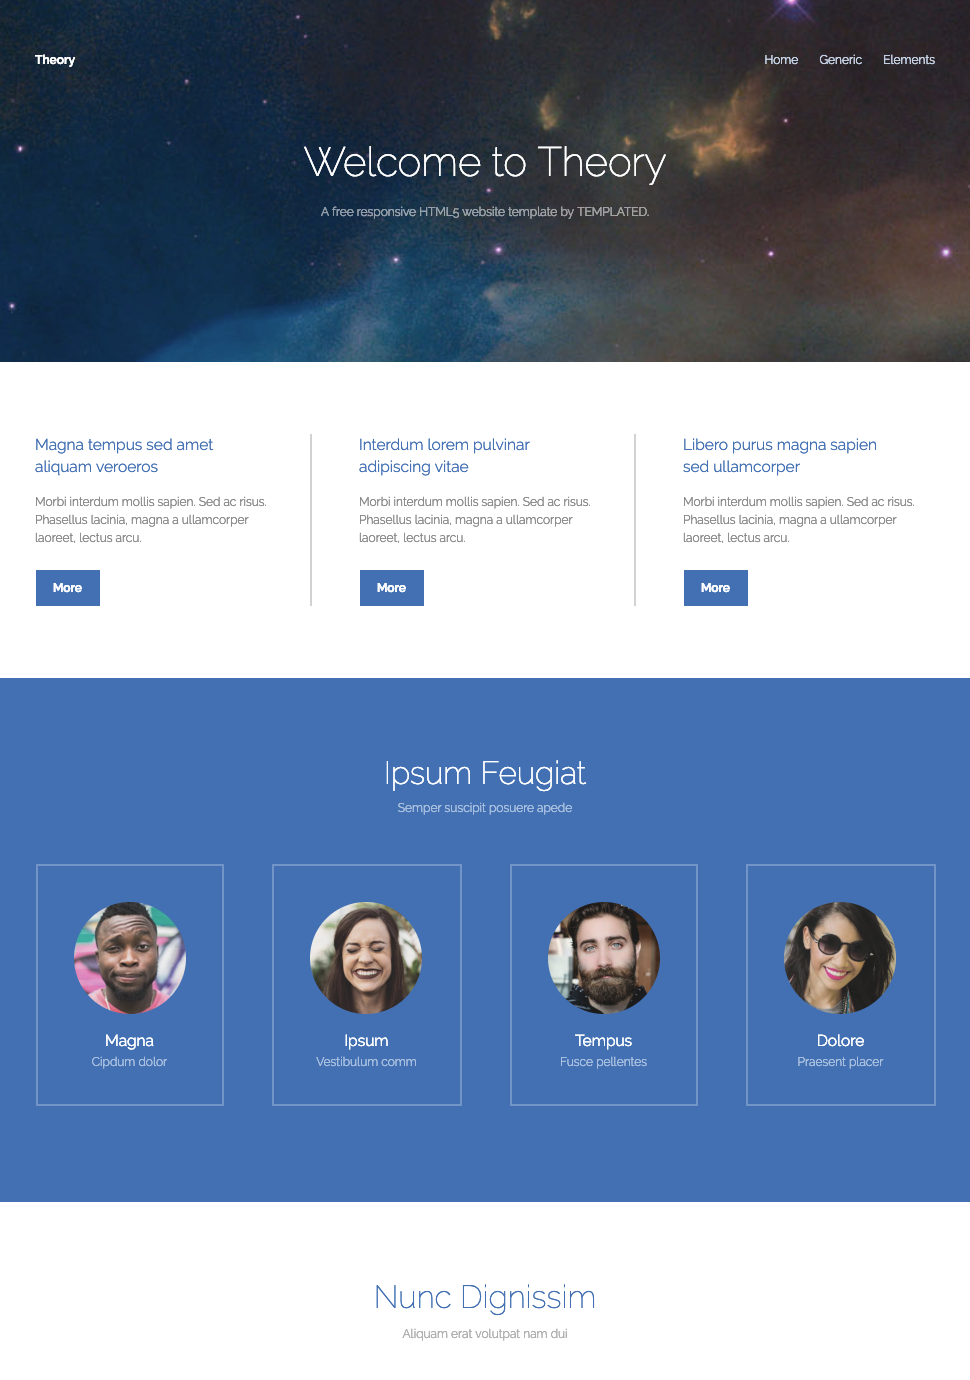 Theory
Home Generic Elements
Welcome to Theory
A free responsive HTML5 website template by TEMPLATED.
Magna tempus sed amet
aliquam veroeros
Morbi interdum mollis sapien. Sed ac risus.
Phasellus lacinia, magna a ullamcorper
laoreet, lectus arcu.
More
Interdum lorem pulvinar
adipiscing vitae
Morbi interdum mollis sapien. Sed ac risus.
Phasellus lacinia, magna a ullamcorper
laoreet, lectus arcu.
More
Libero purus magna sapien
sed ullamcorper
Morbi interdum mollis sapien. Sed ac risus.
Phasellus lacinia, magna a ullamcorper
laoreet, lectus arcu.
More
Ipsum Feugiat
Semper suscipit posuere apede
Magna
Cipdum dolor
Ipsum
Vestibulum comm
Tempus
Fusce pellentes
Dolore
Praesent placer
Nunc Dignissim
Aliquam erat volutpat nam dui